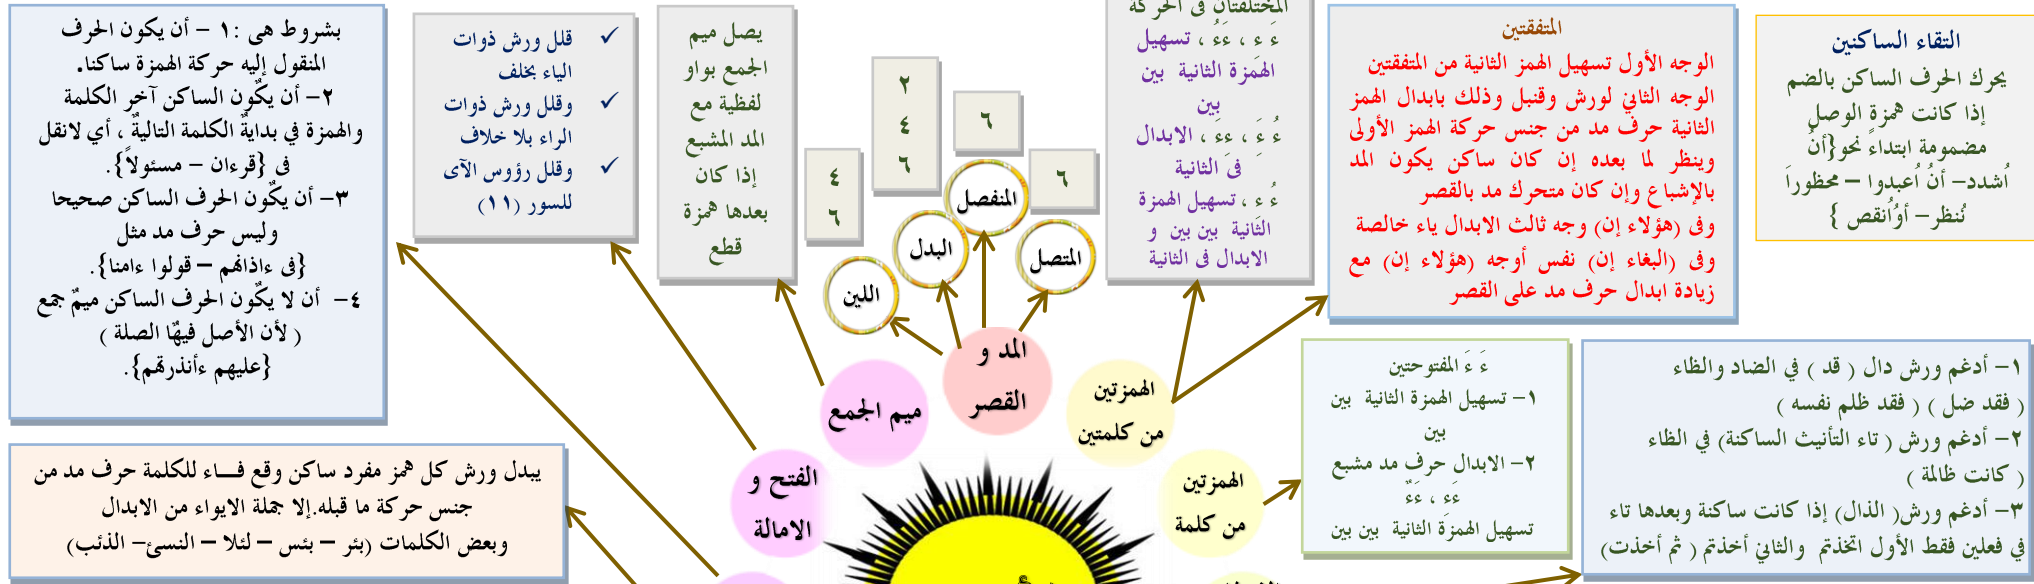 التقاء الساكنين
يحرك الحرف الساكن بالضم
إذا كانت همزة الوصل
مضمومة ابتداءً نحو{أنُ
اُشدد– أنُ اُعبدوا – محظوراَ
نُنظر– أوُاُنقص }
المتفقتين
الوجه الأول تسهيل الهمز الثانية من المتفقتين
الوجه الثاني لورش وقنبل وذلك بابدال الهمز
الثانية حرف مد من جنس حركة الهمز الأولى
وينظر لما بعده إن كان ساكن يكون المد
بالإشباع وإن كان متحرك مد بالقصر
وفى (هؤلاء إن) وجه ثالث الابدال ياء خالصة
وفى (البغاء إن) نفس أوجه (هؤلاء إن) مع
زيادة ابدال حرف مد على القصر
المختلفتان فى الحركة
ءَ ءِ ، ءَءُ ، تسهيل
الهمزة الثانية بين
بين
ءُ ءَ ، ءِءَ ، الابدال
فى الثانية
ءُ ءِ ، تسهيل الهمزة
الثانية بين بين و
الابدال فى الثانية
٦
المتصل
٦
المنفصل
٢
٤
٦
البدل
٤
٦
اللين
يصل ميم
الجمع بواو
لفظية مع
المد المشبع
إذا كان
بعدها همزة
قطع
✓ قلل ورش ذوات
الياء بخلف
✓ وقلل ورش ذوات
الراء بلا خلاف
✓ وقلل رؤوس الآى
للسور (١١)
بشروط هى :١ – أن يكون الحرف
المنقول إليه حركة الهمزة ساكنا.
٢– أن يكون الساكن آخر الكلمة
والهمزة في بداية الكلمة التالية ، أي لانقل
فى {قرءان – مسئولاً}.
٣– أن يكون الحرف الساكن صحيحا
وليس حرف مد مثل
{فى ءاذانهم – قولوا ءامنا}.
٤– أن لا يكون الحرف الساكن ميم جمع
( لأن الأصل فيها الصلة )
{عليهم ءأنذرتهم}.
١– أدغم ورش دال ( قد ) في الضاد والظاء
( فقد ضل ) ( فقد ظلم نفسه )
٢– أدغم ورش ( تاء التأنيث الساكنة) في الظاء
( كانت ظالمة )
٣– أدغم ورش( الذال) إذا كانت ساكنة وبعدها تاء
في فعلين فقط الأول اتخذتم والثاني أخذتم ( ثم أخذت)
ءَ ءَ المفتوحتين
١– تسهيل الهمزة الثانية بين
بين
٢– الابدال حرف مد مشبع
ءَءِ ، ءَءُ
تسهيل الهمزة الثانية بين بين
الهمزتين
من كلمتين
المد و
القصر
ميم الجمع
الهمزتين
من كلمة
الفتح و
الامالة
يبدل ورش كل همز مفرد ساكن وقع فــــاء للكلمة حرف مد من
جنس حركة ما قبله.إلا جملة الايواء من الابدال
وبعض الكلمات (بئر – بئس – لئلا – النسئ– الذئب)